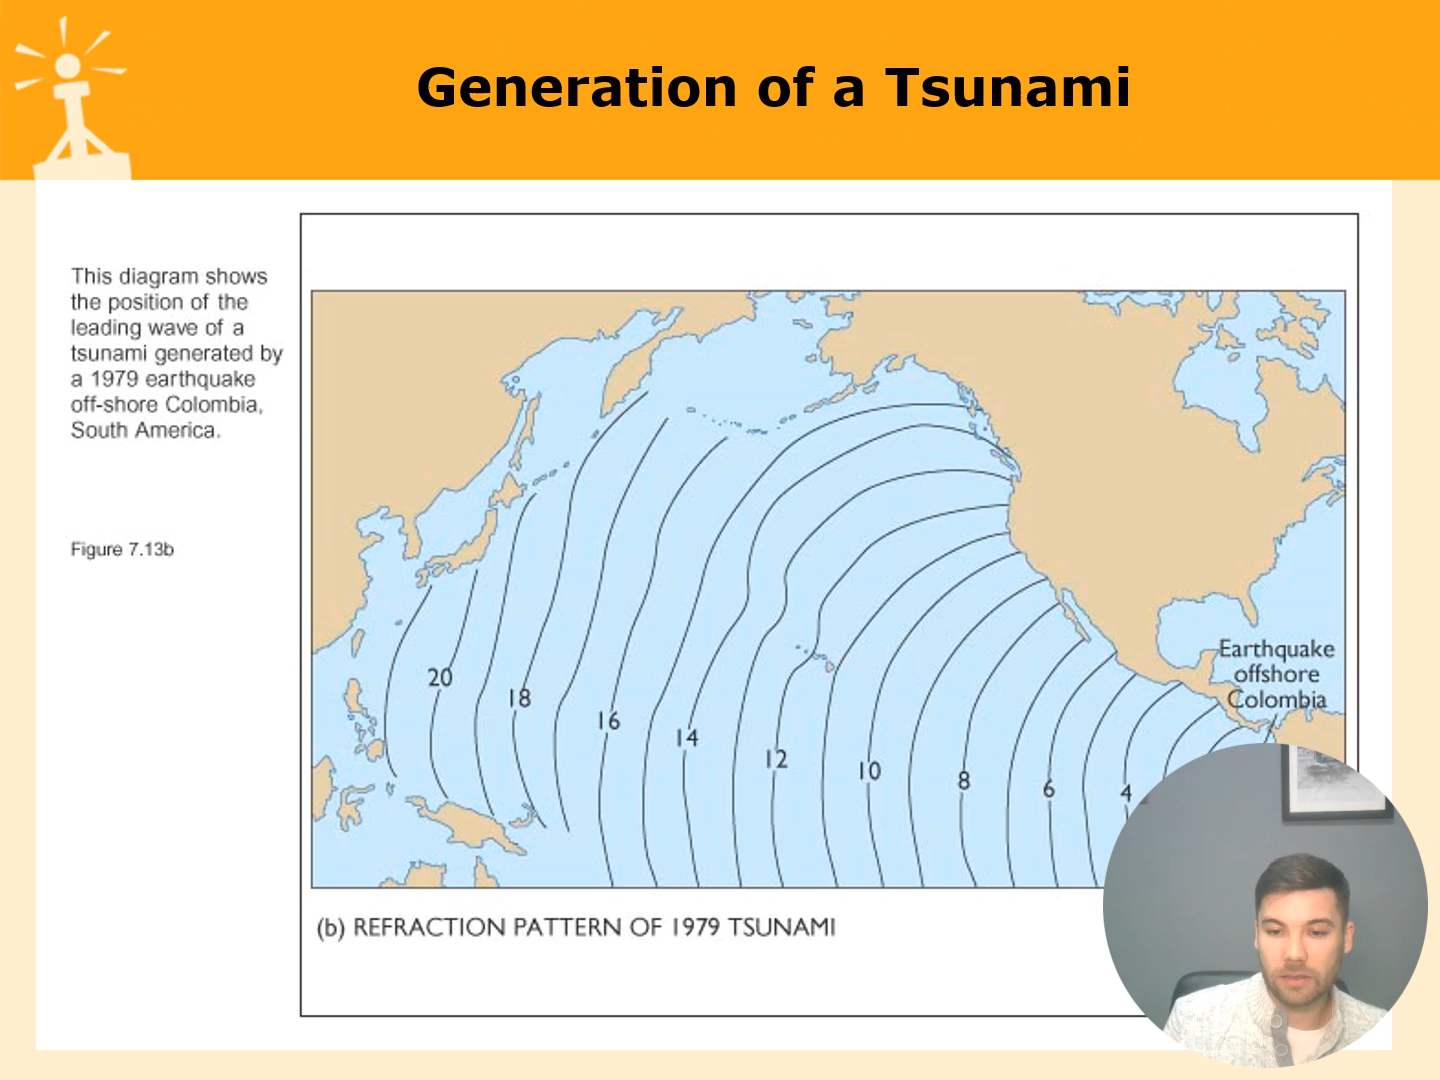 Generation of a Tsunami
This diagram shows
the position of the
leading wave of a
tsunami generated by
a 1979 earthquake
off-shore Colombia,
South America.
Figure 7.13b
Earthquake
offshore
Colombia
20
18
16
14
12
10
8
6
4
(b) REFRACTION PATTERN OF 1979 TSUNAMI